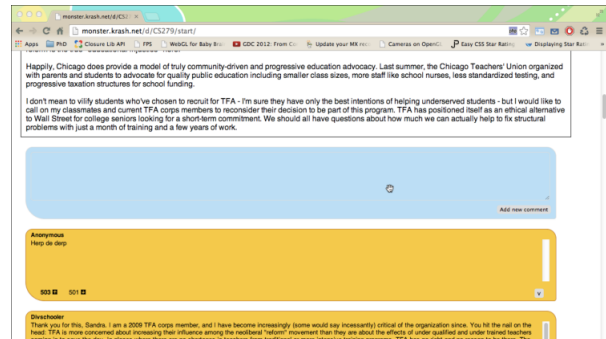 monster.krash.net/d/CS2
monster.krash.net/d/CS279/start/
Apps PhD Closure Lib API FPS WebGL for Baby Bro GDC 2012: From Co Update your MX rec Cameras on OpenGL Easy CSS Star Rating Displaying Star Rati
Happily, Chicago does provide a model of truly community-driven and progressive education advocacy. Last summer, the Chicago Teachers' Union organized
with parents and students to advocate for quality public education including smaller class sizes, more staff like school nurses, less standardized testing, and
progressive taxation structures for school funding.
I don't mean to vilify students who've chosen to recruit for TFA - I'm sure they have only the best intentions of helping underserved students - but I would like to
call on my classmates and current TFA corps members to reconsider their decision to be part of this program. TFA has positioned itself as an ethical alternative
to Wall Street for college seniors looking for a short-term commitment. We should all have questions about how much we can actually help to fix structural
problems with just a month of training and a few years of work.
Add new comment
Anonymous
Herp de derp
503 501
v
Divschooler
Thank you for this, Sandra. I am a 2009 TFA corps member, and I have become increasingly (some would say incessantly) critical of the organization since. You hit the nail on the
head: TFA is more concerned about increasing their influence among the neoliberal "reform" movement than they are about the effects of under qualified and under trained teachers